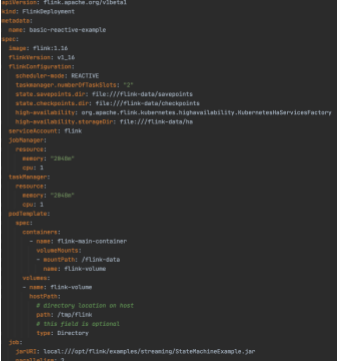 apiVersion: flink.apache.org/v1beta1
kind: FlinkDeployment
metadata:
  name: basic-reactive-example
spec:
  image: flink:1.16
  flinkVersion: v1_16
  flinkConfiguration:
    scheduler-mode: REACTIVE
    taskmanager.numberOfTaskSlots: "2"
    state.savepoints.dir: file:///flink-data/savepoints
    state.checkpoints.dir: file:///flink-data/checkpoints
    high-availability: org.apache.flink.kubernetes.highavailability.KubernetesHaServicesFactory
    high-availability.storageDir: file:///flink-data/ha
  serviceAccount: flink
  jobManager:
    resource:
      memory: "2048m"
      cpu: 1
  taskManager:
    resource:
      memory: "2048m"
      cpu: 1
  podTemplate:
    spec:
      containers:
        - name: flink-main-container
          volumeMounts:
          - mountPath: /flink-data
            name: flink-volume
      volumes:
      - name: flink-volume
        hostPath:
          # directory location on host
          path: /tmp/flink
          # this field is optional
          type: Directory
  job:
    jarURI: local:///opt/flink/examples/streaming/StateMachineExample.jar
    parallelism: 2